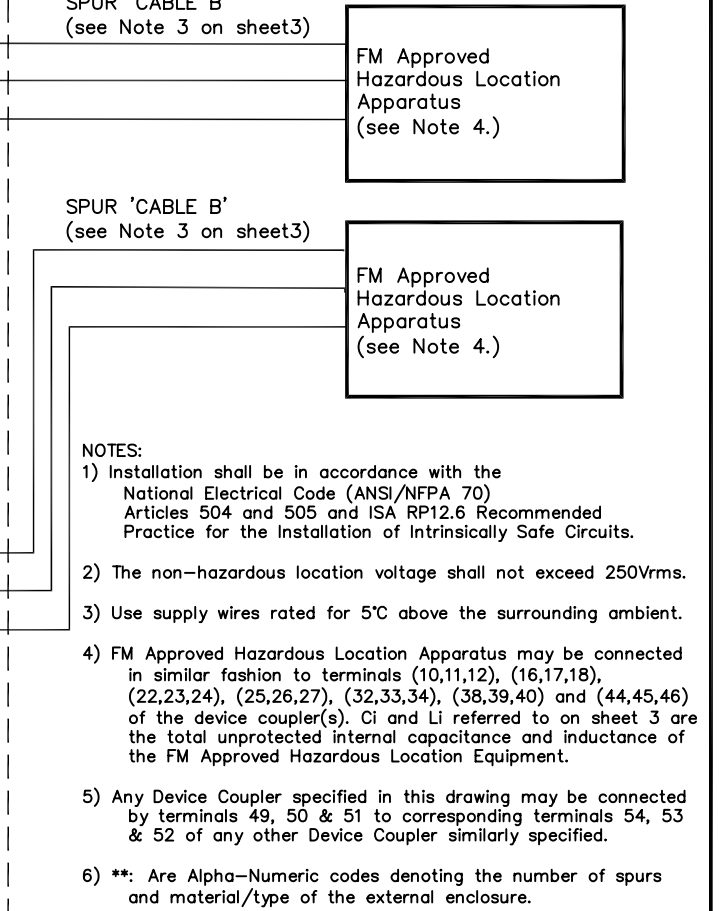 SPUR 'CABLE B'
(see Note 3 on sheet3)
FM Approved
Hazardous Location
Apparatus
(see Note 4.)
SPUR 'CABLE B'
(see Note 3 on sheet3)
FM Approved
Hazardous Location
Apparatus
(see Note 4.)
NOTES:
1) Installation shall be in accordance with the
National Electrical Code (ANSI/NFPA 70)
Articles 504 and 505 and ISA RP12.6 Recommended
Practice for the Installation of Intrinsically Safe Circuits.
2) The non-hazardous location voltage shall not exceed 250Vrms.
3) Use supply wires rated for 5°C above the surrounding ambient.
4) FM Approved Hazardous Location Apparatus may be connected
in similar fashion to terminals (10,11,12), (16,17,18),
(22,23,24), (25,26,27), (32,33,34), (38,39,40) and (44,45,46)
of the device coupler(s). Ci and Li referred to on sheet 3 are
the total unprotected internal capacitance and inductance of
the FM Approved Hazardous Location Equipment.
5) Any Device Coupler specified in this drawing may be connected
by terminals 49, 50 & 51 to corresponding terminals 54, 53
& 52 of any other Device Coupler similarly specified.
6) **: Are Alpha-Numeric codes denoting the number of spurs
and material/type of the external enclosure.